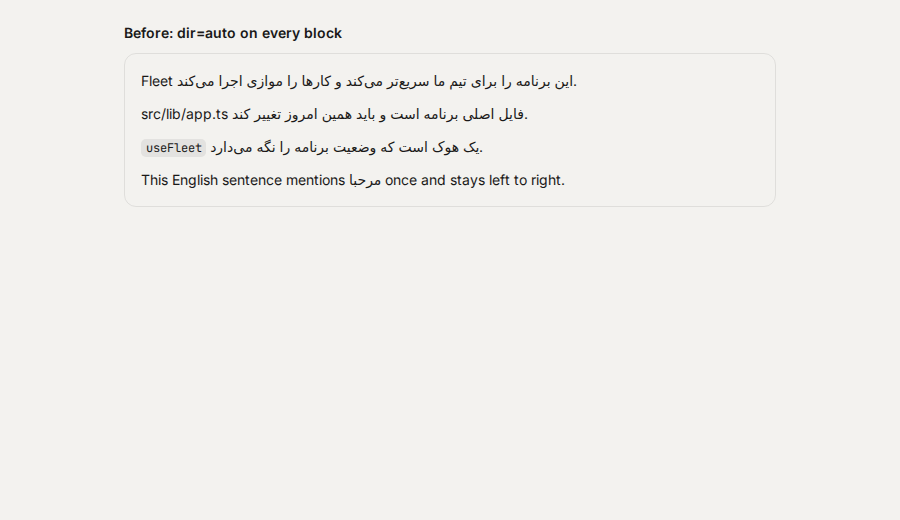 Before: dir=auto on every block
Fleet این برنامه را برای تیم ما سریع‌تر می‌کند و کارها را موازی اجرا می‌کند.
src/lib/app.ts فایل اصلی برنامه است و باید همین امروز تغییر کند.
useFleet یک هوک است که وضعیت برنامه را نگه می‌دارد.
This English sentence mentions مرحبا once and stays left to right.